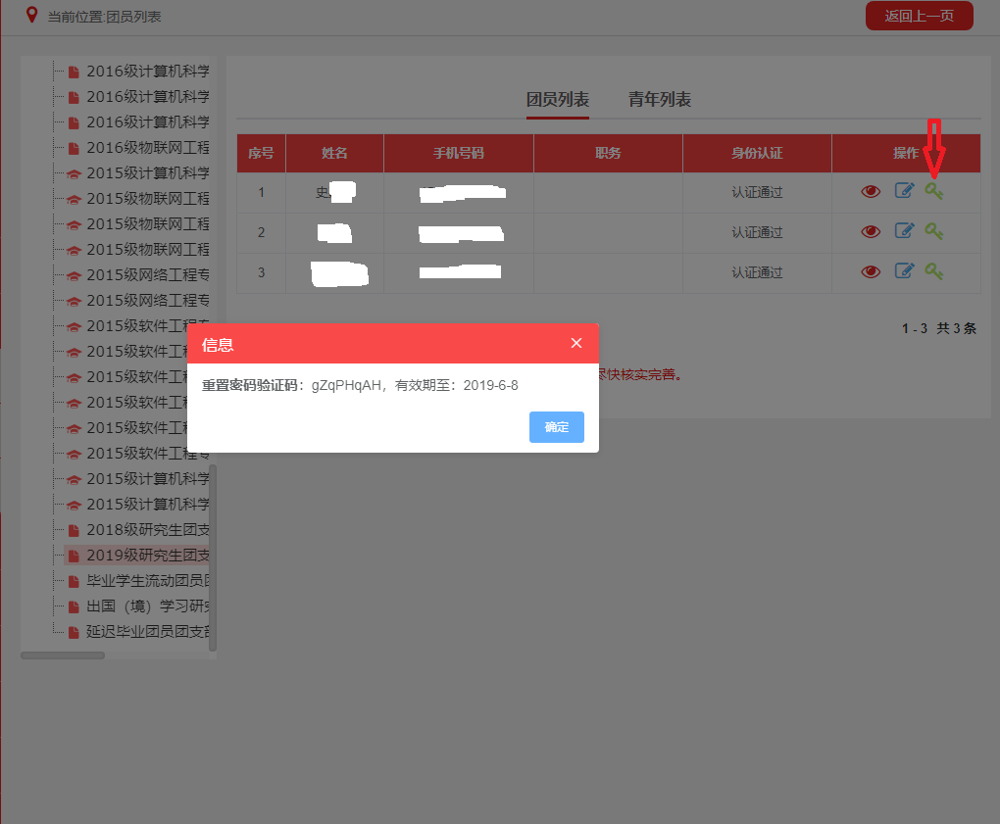 当前位置:团员列表
返回上一页
2016级计算机科学
2016级计算机科学
2016级计算机科学
2016级物联网工程
2015级计算机科学
2015级物联网工程
2015级物联网工程
2015级物联网工程
2015级网络工程专
2015级网络工程专
2015级软件工程专
2015级软件工程
2015级软件工程
2015级软件工程
2015级软件工程
2015级软件工程专
2015级计算机科学
2015级计算机科学
2018级研究生团支
2019级研究生团支
毕业学生流动团员团
出国（境）学习研究
延迟毕业团员团支部
团员列表 青年列表
序号 姓名 手机号码 职务 身份认证 操作
1 史 认证通过
2 认证通过
3 认证通过
1 - 3 共 3 条
尽快核实完善。
信息 ×
重置密码验证码：gZqPHqAH，有效期至：2019-6-8
确定